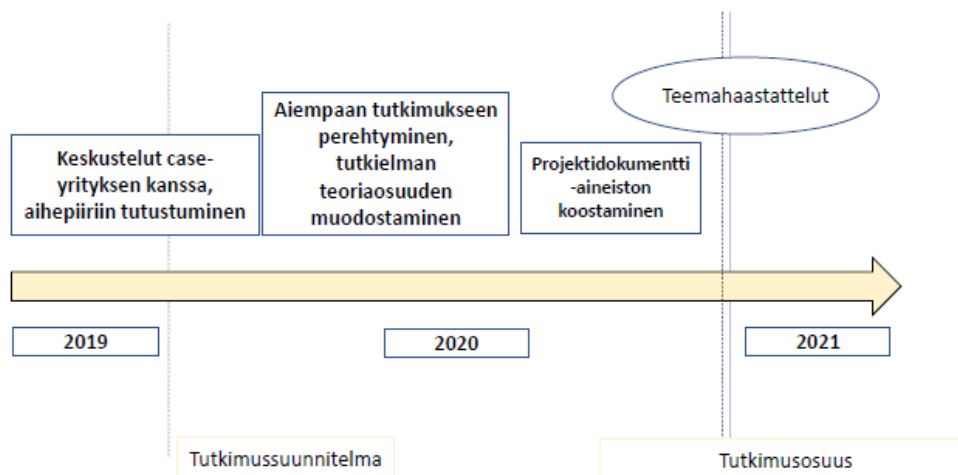 Teemahaastattelut
Aiempaan tutkimukseen
perehtyminen,
tutkielman
teoriaosuuden
muodostaminen
Keskustelut case-
yrityksen kanssa,
aihepiiriin tutustuminen
Projektidokumentti
-aineiston
koostaminen
2019
2020
2021
Tutkimussuunnitelma
Tutkimusosuus